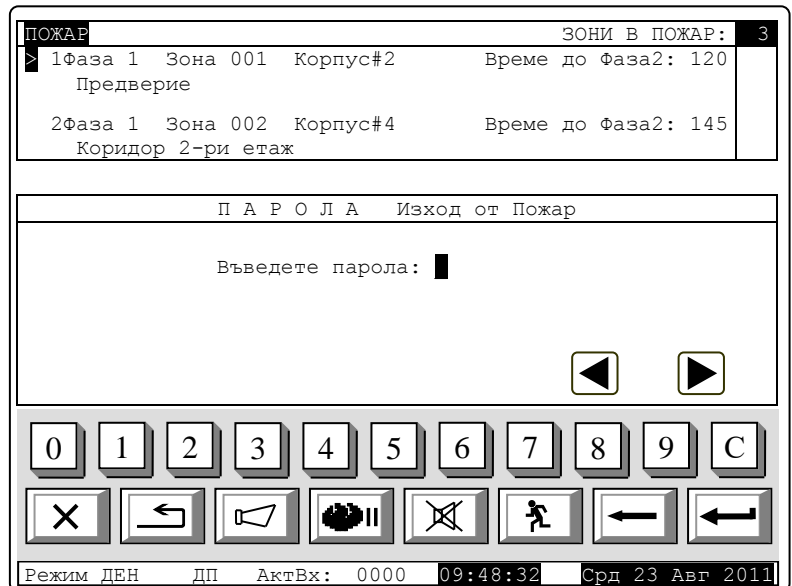 ПОЖАР ЗОНИ В ПОЖАР: 3
> 1Фаза 1 Зона 001 Корпус#2 Време до Фаза2: 120
Предверие
2Фаза 1 Зона 002 Корпус#4 Време до Фаза2: 145
Коридор 2-ри етаж
П А Р О Л А Изход от Пожар
Въведете парола:
0 1 2 3 4 5 6 7 8 9 C
Режим ДЕН ДП АктВх: 0000 09:48:32 Срд 23 Авг 2011